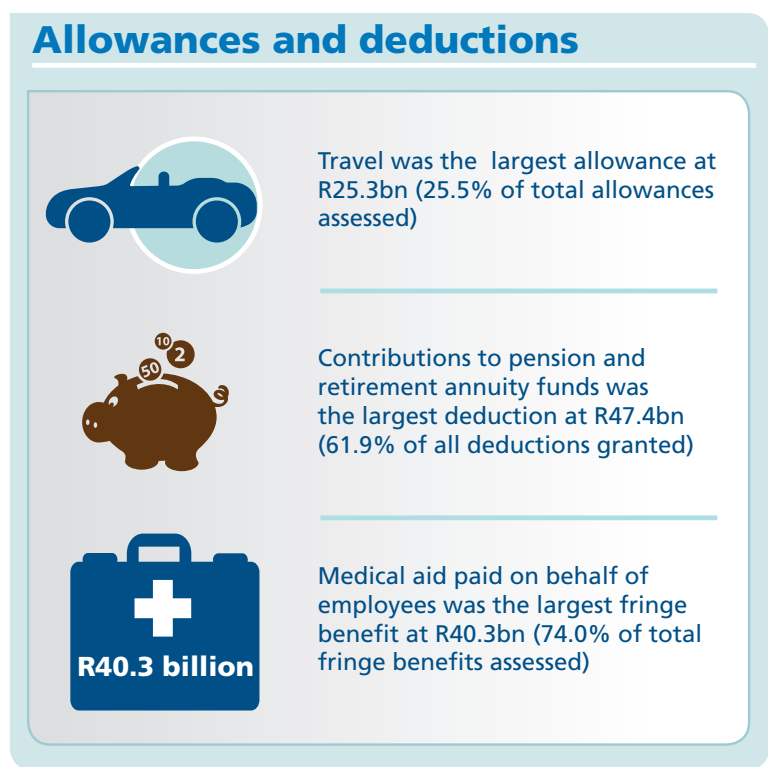 Allowances and deductions
Travel was the largest allowance at
R25.3bn (25.5% of total allowances
assessed)
10
2
50
Contributions to pension and
retirement annuity funds was
the largest deduction at R47.4bn
(61.9% of all deductions granted)
R40.3 billion
Medical aid paid on behalf of
employees was the largest fringe
benefit at R40.3bn (74.0% of total
fringe benefits assessed)